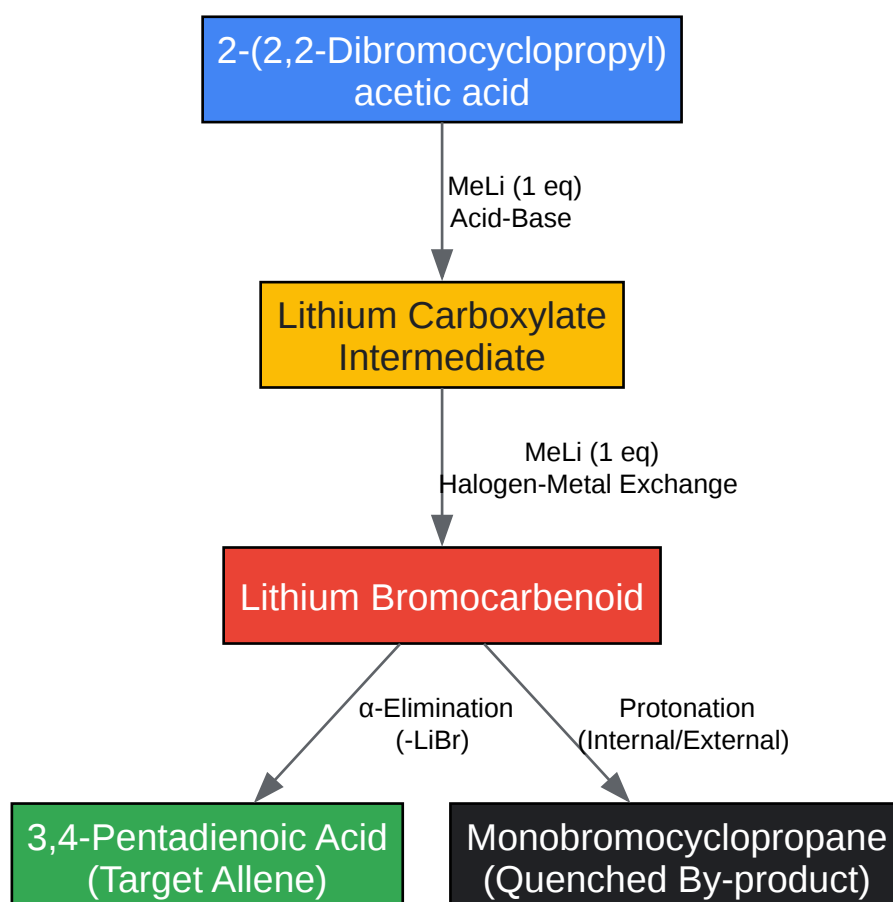 2-(2,2-Dibromocyclopropyl)
acetic acid
MeLi (1 eq)
Acid-Base
Lithium Carboxylate
Intermediate
MeLi (1 eq)
Halogen-Metal Exchange
Lithium Bromocarbenoid
α-Elimination
(-LiBr)
Protonation
(Internal/External)
3,4-Pentadienoic Acid
(Target Allene)
Monobromocyclopropane
(Quenched By-product)